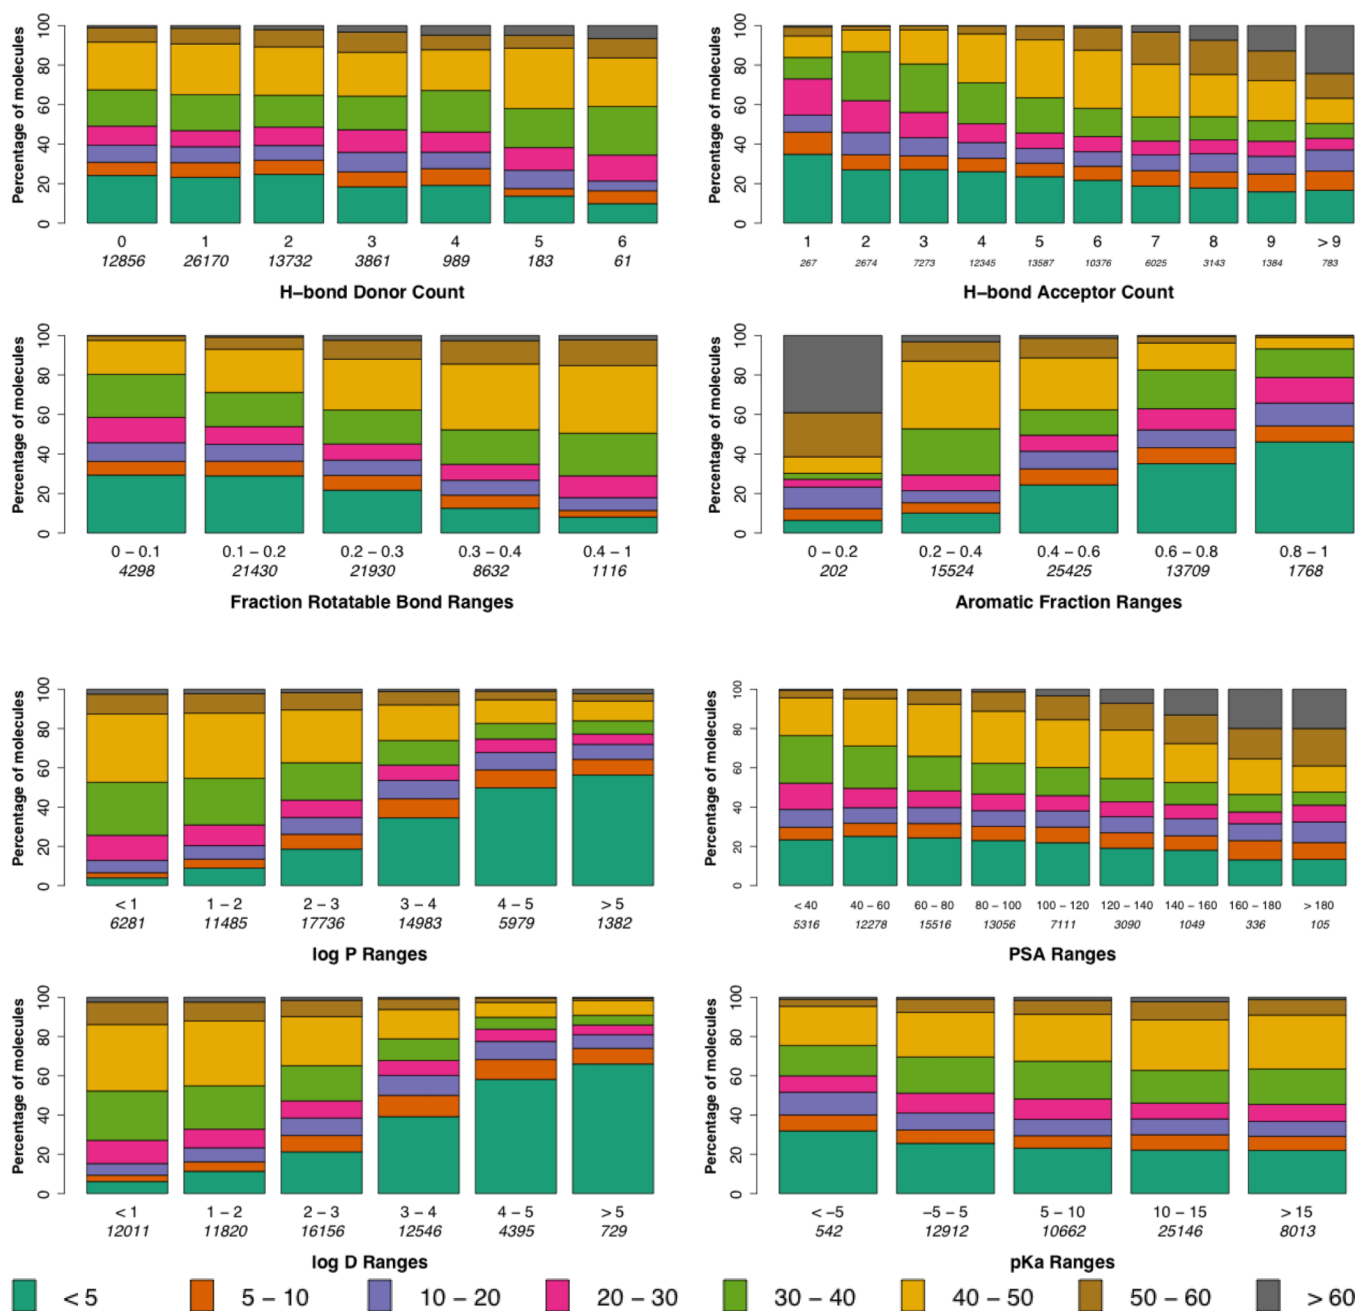 Percentage of molecules
0 20 40 60 80 100
0 1 2 3 4 5 6
12856 26170 13732 3861 989 183 61
H−bond Donor Count
Percentage of molecules
0 20 40 60 80 100
1 2 3 4 5 6 7 8 9 > 9
267 2674 7273 12345 13587 10376 6025 3143 1384 783
H−bond Acceptor Count
Percentage of molecules
0 20 40 60 80 100
0 − 0.1 0.1 − 0.2 0.2 − 0.3 0.3 − 0.4 0.4 − 1
4298 21430 21930 8632 1116
Fraction Rotatable Bond Ranges
Percentage of molecules
0 20 40 60 80 100
0 − 0.2 0.2 − 0.4 0.4 − 0.6 0.6 − 0.8 0.8 − 1
202 15524 25425 13709 1768
Aromatic Fraction Ranges
Percentage of molecules
0 20 40 60 80 100
< 1 1 − 2 2 − 3 3 − 4 4 − 5 > 5
6281 11485 17736 14983 5979 1382
log P Ranges
Percentage of molecules
0 20 40 60 80 100
< 40 40 − 60 60 − 80 80 − 100 100 − 120 120 − 140 140 − 160 160 − 180 > 180
5316 12278 15516 13056 7111 3090 1049 336 105
PSA Ranges
Percentage of molecules
0 20 40 60 80 100
< 1 1 − 2 2 − 3 3 − 4 4 − 5 > 5
12011 11820 16156 12546 4395 729
log D Ranges
Percentage of molecules
0 20 40 60 80 100
< −5 −5 − 5 5 − 10 10 − 15 > 15
542 12912 10662 25146 8013
pKa Ranges
< 5 5 − 10 10 − 20 20 − 30 30 − 40 40 − 50 50 − 60 > 60